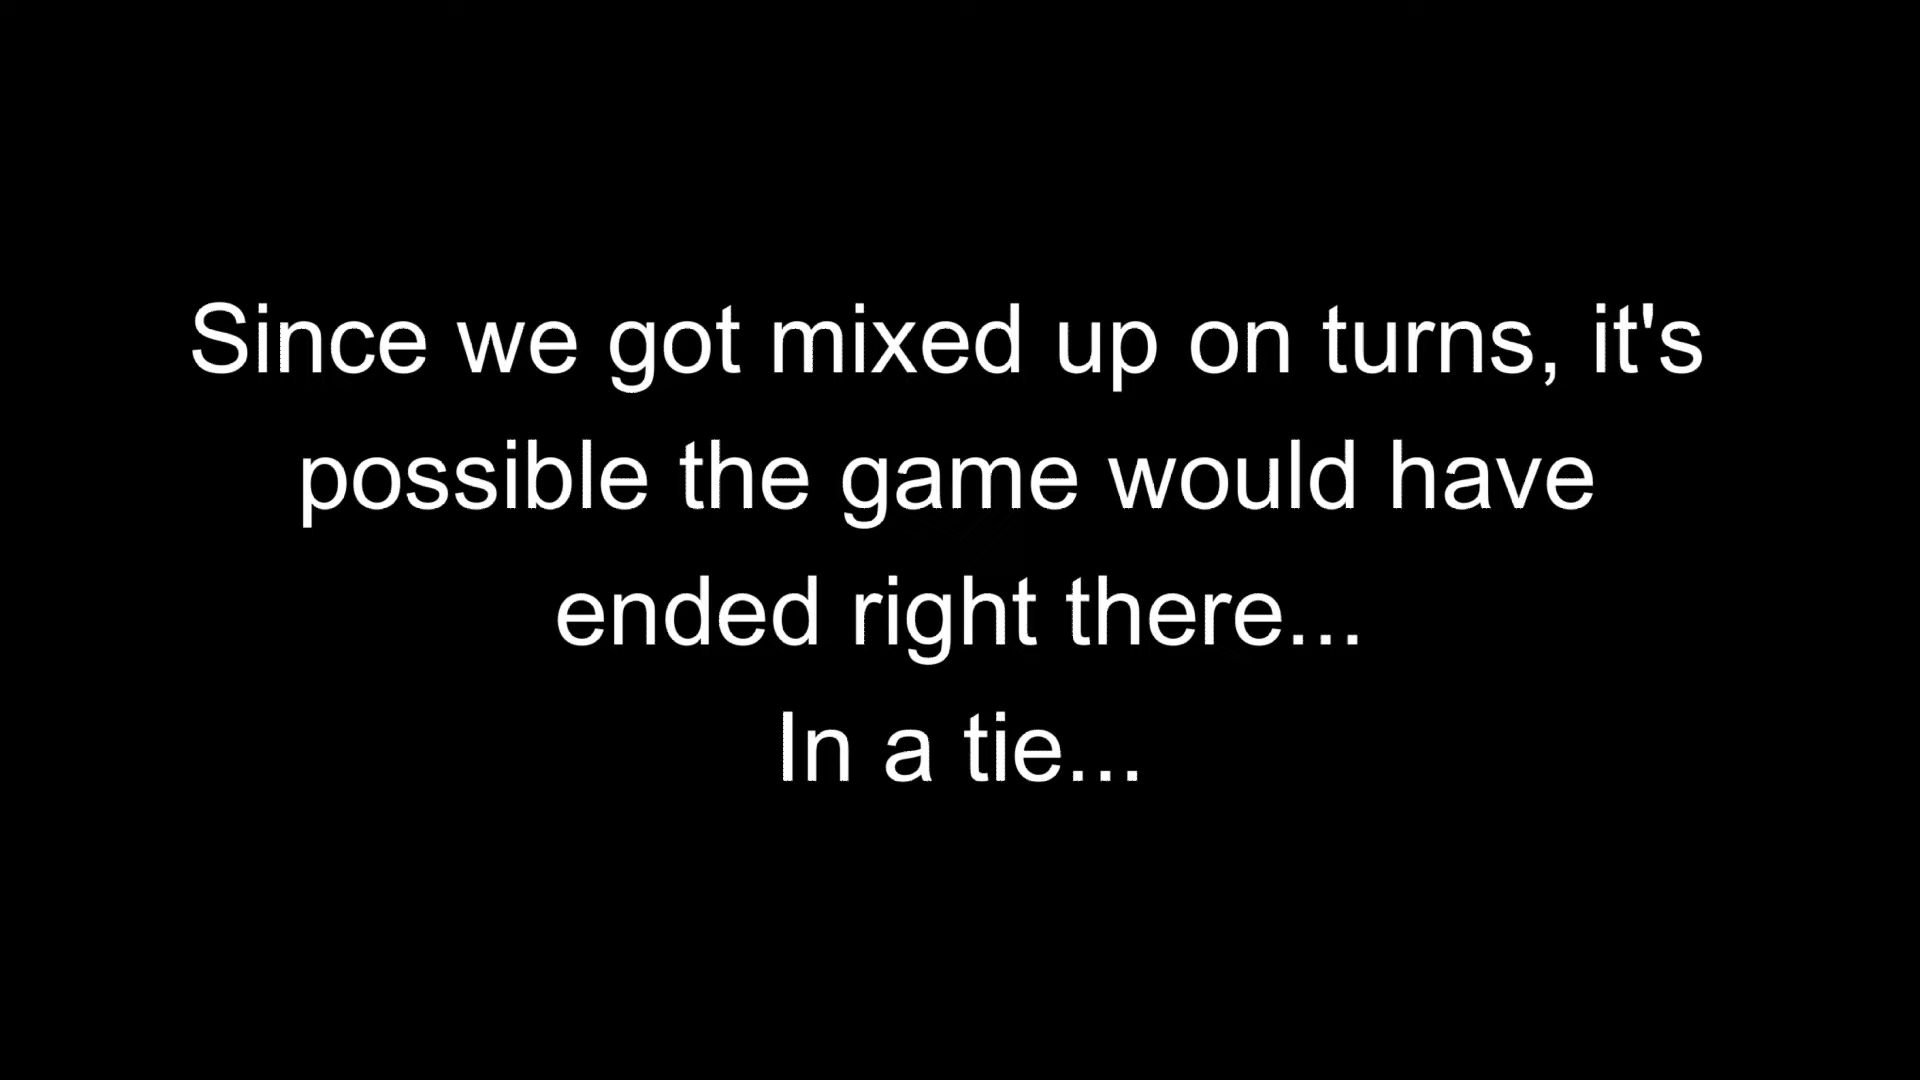 Since we got mixed up on turns, it's
possible the game would have
ended right there...
In a tie...